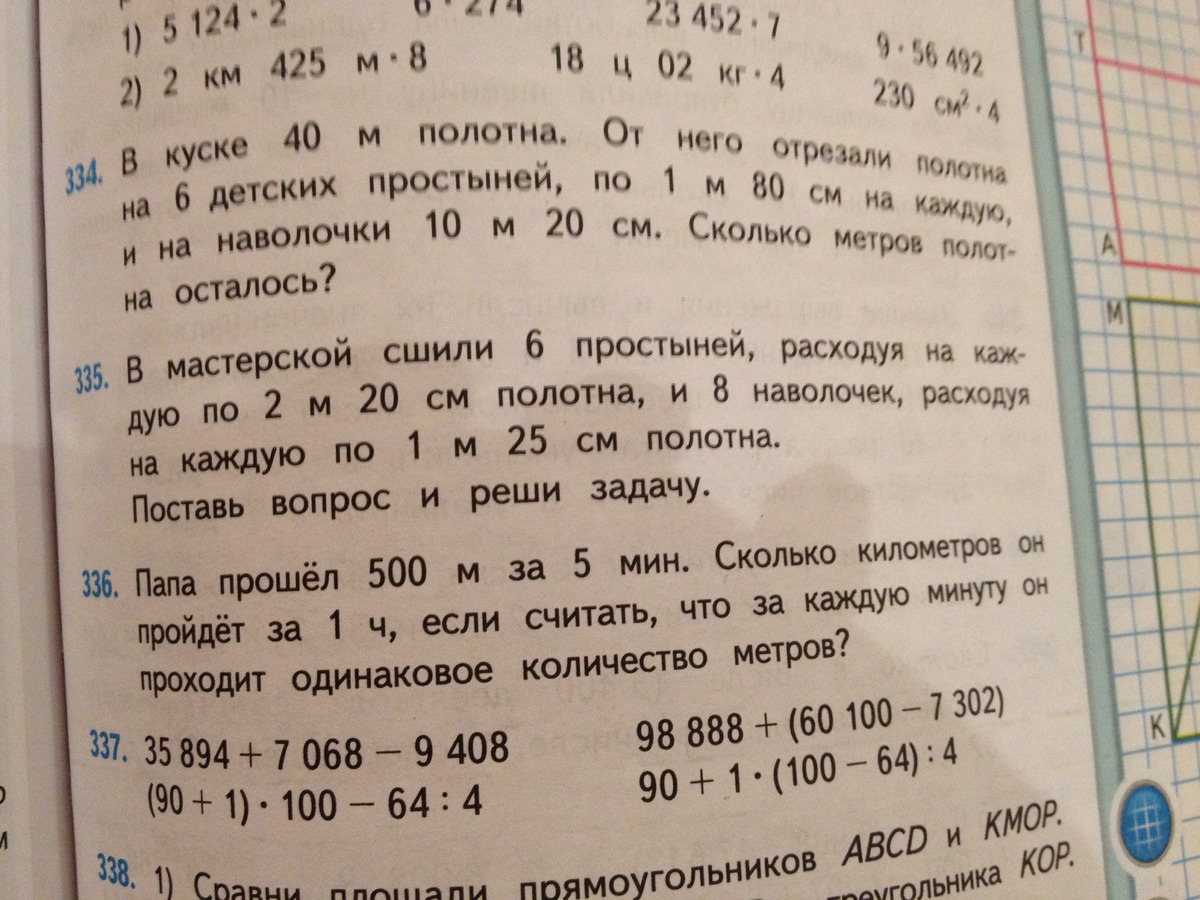 1) 5 124 · 2 6 · 274 23 452 · 7 9 · 56 492
2) 2 км 425 м · 8 18 ц 02 кг · 4 230 см² · 4
334. В куске 40 м полотна. От него отрезали полотна
на 6 детских простыней, по 1 м 80 см на каждую,
и на наволочки 10 м 20 см. Сколько метров полот-
на осталось?
335. В мастерской сшили 6 простыней, расходуя на каж-
дую по 2 м 20 см полотна, и 8 наволочек, расходуя
на каждую по 1 м 25 см полотна.
Поставь вопрос и реши задачу.
336. Папа прошёл 500 м за 5 мин. Сколько километров он
пройдёт за 1 ч, если считать, что за каждую минуту он
проходит одинаковое количество метров?
337. 35 894 + 7 068 − 9 408 98 888 + (60 100 − 7 302)
(90 + 1) · 100 − 64 : 4 90 + 1 · (100 − 64) : 4
338. 1) Сравни площади прямоугольников ABCD и KMOP.
треугольника KOP.
T
A
M
K